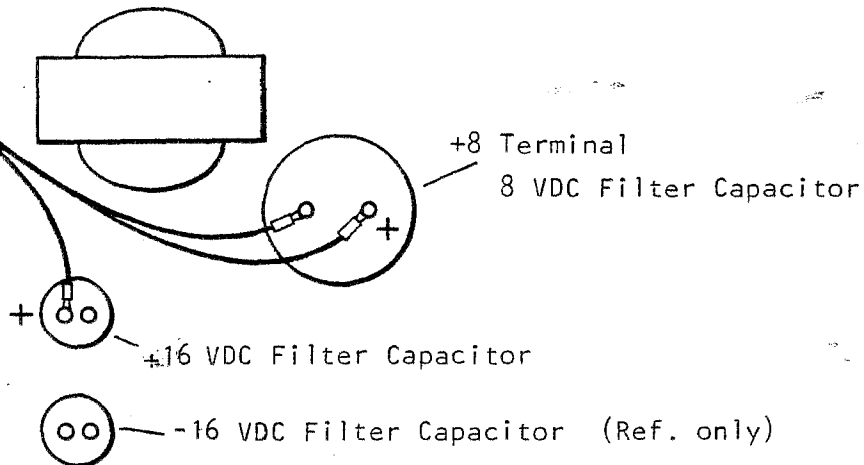 +8 Terminal
8 VDC Filter Capacitor
+
+
+16 VDC Filter Capacitor
-16 VDC Filter Capacitor (Ref. only)